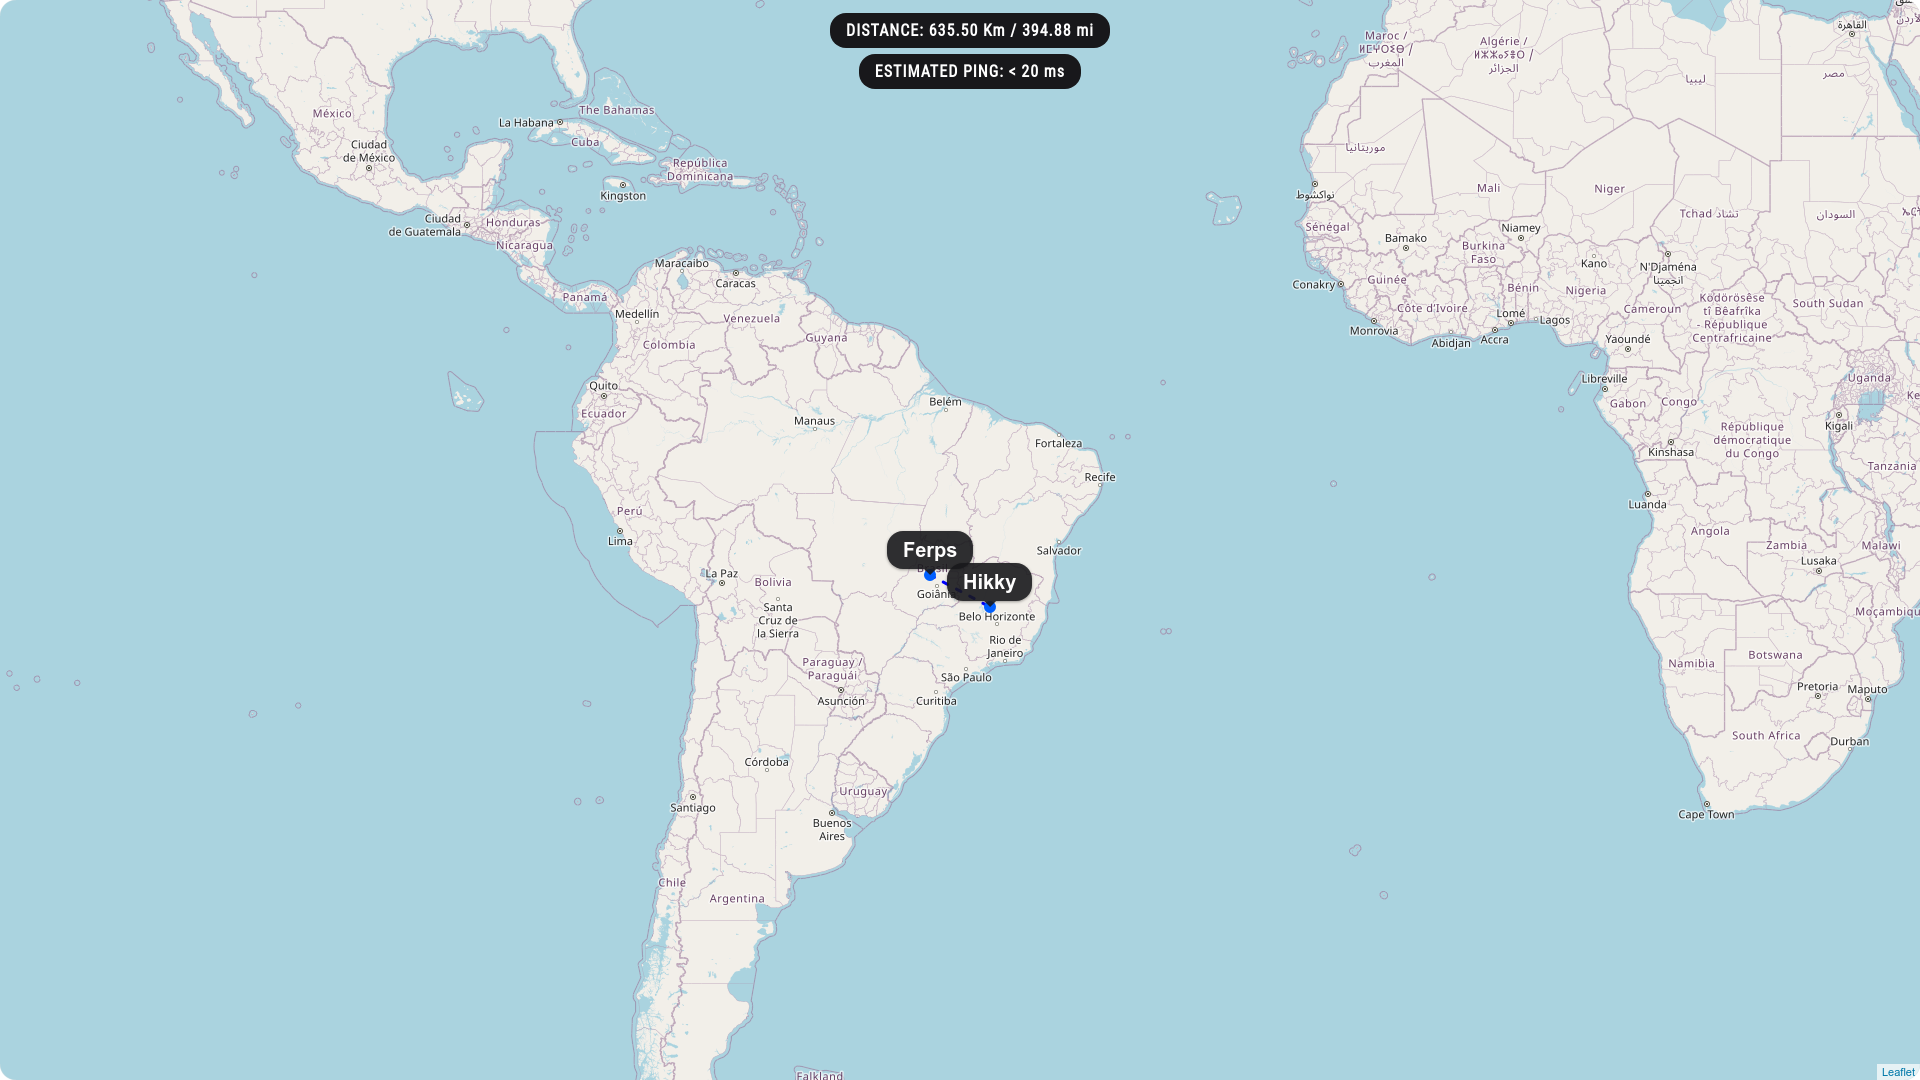 DISTANCE: 635.50 Km / 394.88 mi
ESTIMATED PING: < 20 ms
Ferps
Hikky
México
Ciudad
de México
La Habana
The Bahamas
Cuba
República
Dominicana
Kingston
Ciudad
de Guatemala
Honduras
Nicaragua
Panamá
Maracaibo
Caracas
Medellín
Venezuela
Colombia
Guyana
Quito
Ecuador
Manaus
Belém
Fortaleza
Recife
Perú
Lima
La Paz
Bolivia
Santa
Cruz de
la Sierra
Salvador
Belo Horizonte
Rio de
Janeiro
São Paulo
Curitiba
Paraguay /
Paraguái
Asunción
Córdoba
Uruguay
Santiago
Buenos
Aires
Chile
Argentina
Falkland
Maroc /
ⵍⵎⵖⵔⵉⴱ /
المغرب
Algérie /
ⵍⵣⵣⴰⵢⴻⵔ /
الجزائر
ليبيا
القاهرة
مصر
موريتانيا
نواكشوط
Mali
Niger
Tchad تشاد
السودان
Sénégal
Bamako
Burkina
Faso
Niamey
Kano
N'Djaména
انجمينا
Conakry
Guinée
Bénin
Nigeria
Côte d'Ivoire
Lomé
Lagos
Monrovia
Abidjan
Accra
Cameroun
Yaoundé
Ködörösêse
tî Bêafrîka
- République
Centrafricaine
South Sudan
Libreville
Gabon
Congo
Uganda
Kigali
République
démocratique
du Congo
Kinshasa
Tanzania
Luanda
Angola
Zambia
Lusaka
Malawi
Namibia
Botswana
Pretoria
Maputo
South Africa
Durban
Cape Town
Leaflet